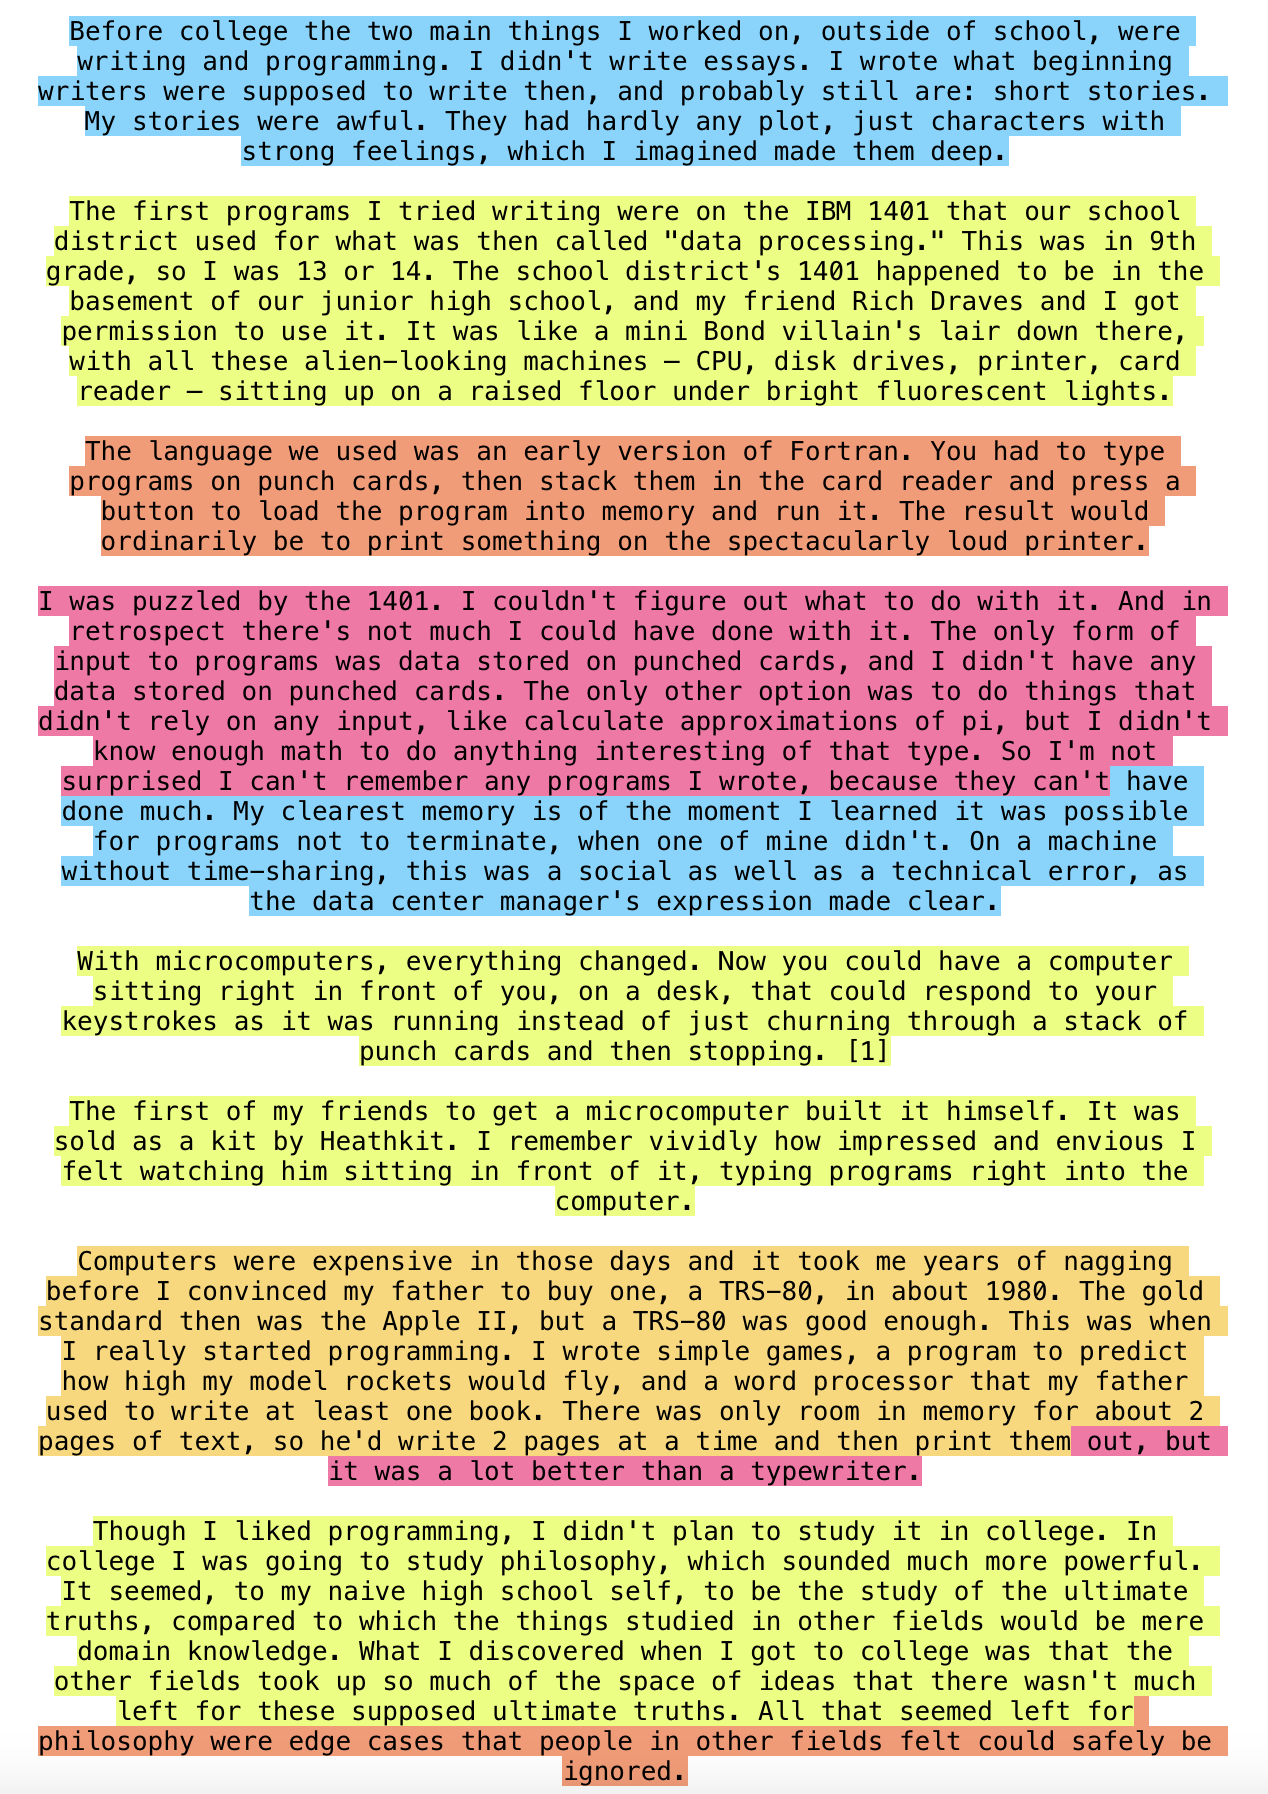 Before college the two main things I worked on, outside of school, were
writing and programming. I didn't write essays. I wrote what beginning
writers were supposed to write then, and probably still are: short stories.
My stories were awful. They had hardly any plot, just characters with
strong feelings, which I imagined made them deep.
The first programs I tried writing were on the IBM 1401 that our school
district used for what was then called "data processing." This was in 9th
grade, so I was 13 or 14. The school district's 1401 happened to be in the
basement of our junior high school, and my friend Rich Draves and I got
permission to use it. It was like a mini Bond villain's lair down there,
with all these alien-looking machines — CPU, disk drives, printer, card
reader — sitting up on a raised floor under bright fluorescent lights.
The language we used was an early version of Fortran. You had to type
programs on punch cards, then stack them in the card reader and press a
button to load the program into memory and run it. The result would
ordinarily be to print something on the spectacularly loud printer.
I was puzzled by the 1401. I couldn't figure out what to do with it. And in
retrospect there's not much I could have done with it. The only form of
input to programs was data stored on punched cards, and I didn't have any
data stored on punched cards. The only other option was to do things that
didn't rely on any input, like calculate approximations of pi, but I didn't
know enough math to do anything interesting of that type. So I'm not
surprised I can't remember any programs I wrote, because they can't have
done much. My clearest memory is of the moment I learned it was possible
for programs not to terminate, when one of mine didn't. On a machine
without time-sharing, this was a social as well as a technical error, as
the data center manager's expression made clear.
With microcomputers, everything changed. Now you could have a computer
sitting right in front of you, on a desk, that could respond to your
keystrokes as it was running instead of just churning through a stack of
punch cards and then stopping. [1]
The first of my friends to get a microcomputer built it himself. It was
sold as a kit by Heathkit. I remember vividly how impressed and envious I
felt watching him sitting in front of it, typing programs right into the
computer.
Computers were expensive in those days and it took me years of nagging
before I convinced my father to buy one, a TRS-80, in about 1980. The gold
standard then was the Apple II, but a TRS-80 was good enough. This was when
I really started programming. I wrote simple games, a program to predict
how high my model rockets would fly, and a word processor that my father
used to write at least one book. There was only room in memory for about 2
pages of text, so he'd write 2 pages at a time and then print them out, but
it was a lot better than a typewriter.
Though I liked programming, I didn't plan to study it in college. In
college I was going to study philosophy, which sounded much more powerful.
It seemed, to my naive high school self, to be the study of the ultimate
truths, compared to which the things studied in other fields would be mere
domain knowledge. What I discovered when I got to college was that the
other fields took up so much of the space of ideas that there wasn't much
left for these supposed ultimate truths. All that seemed left for
philosophy were edge cases that people in other fields felt could safely be
ignored.